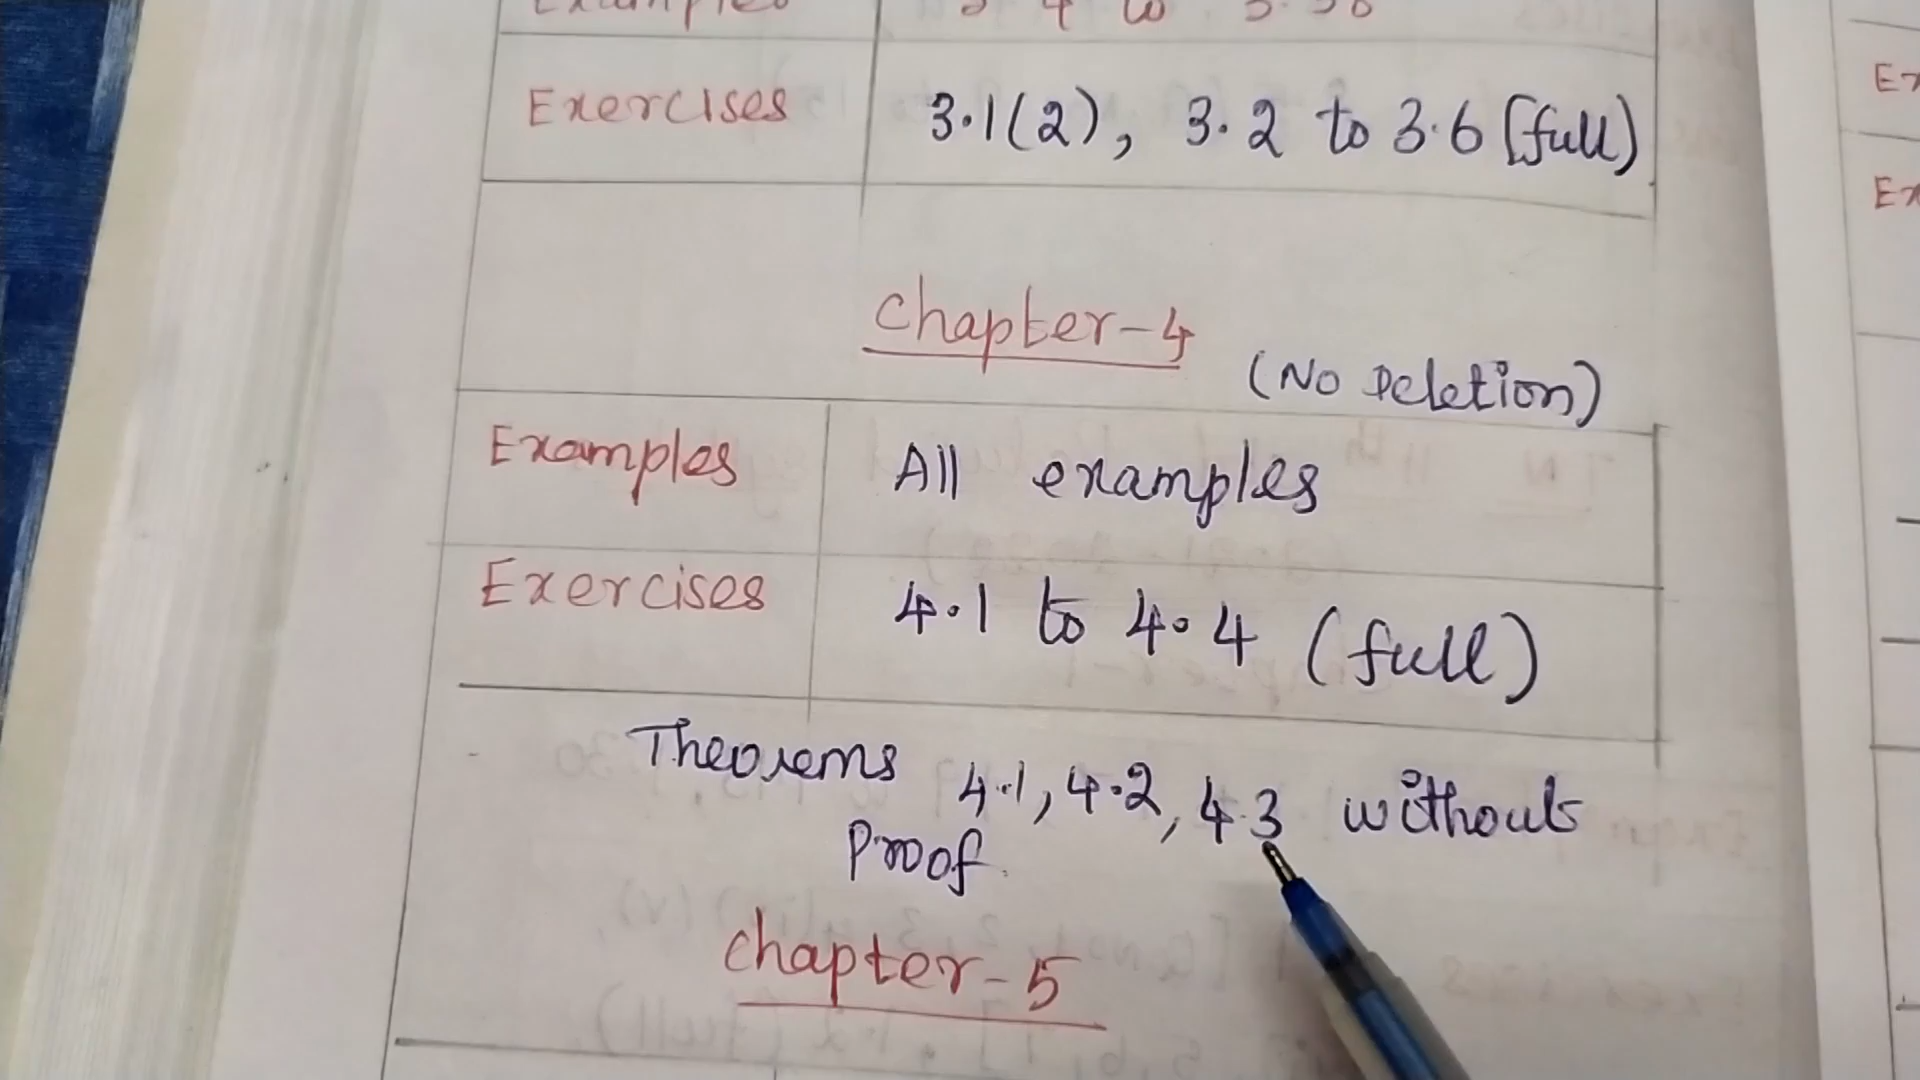 Examples
Exercises 3.1(2), 3.2 to 3.6 [full)
Chapter-4
(No Deletion)
Examples All examples
Exercises 4.1 to 4.4 (full)
Theorems 4.1, 4.2, 4.3 without
Proof.
Chapter-5